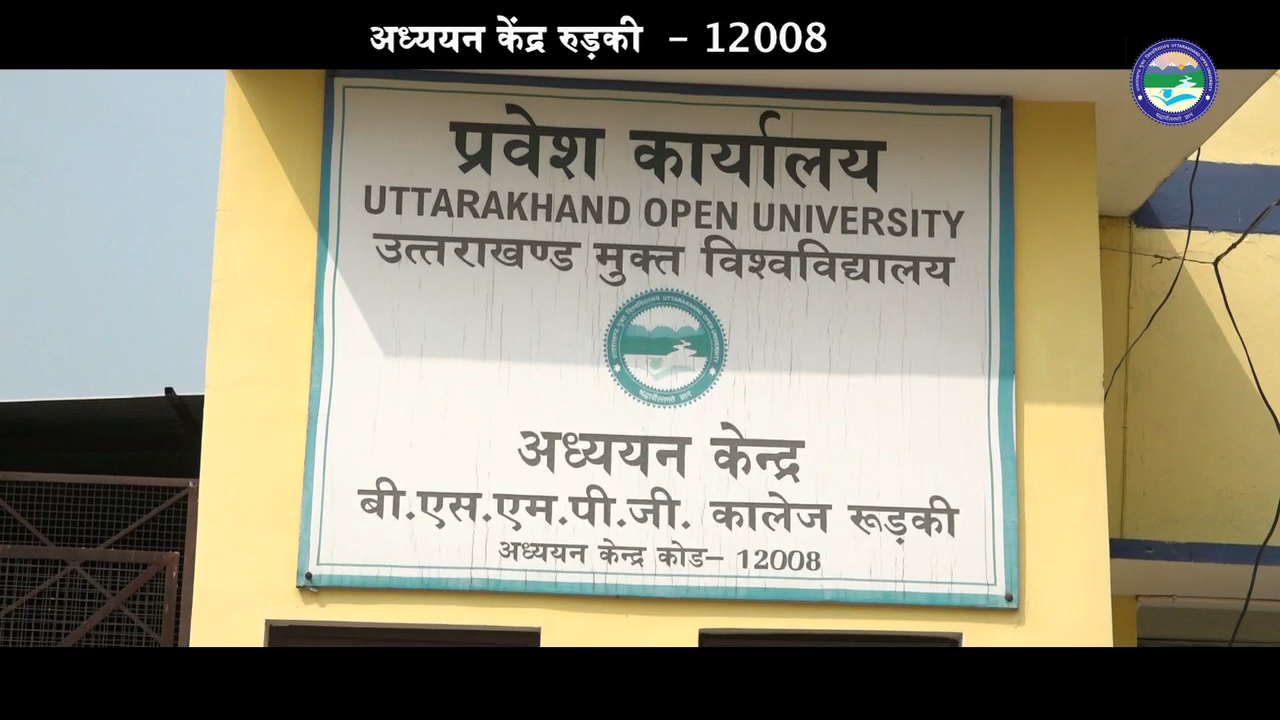 अध्ययन केंद्र रुड़की - 12008
प्रवेश कार्यालय
UTTARAKHAND OPEN UNIVERSITY
उत्तराखण्ड मुक्त विश्वविद्यालय
अध्ययन केन्द्र
बी.एस.एम.पी.जी. कालेज रूड़की
अध्ययन केन्द्र कोड- 12008